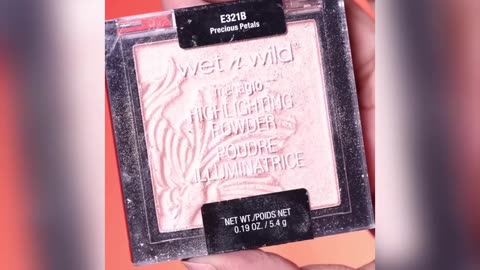 E321B
Precious Petals
wet n wild®
megaglo
HIGHLIGHTING
POWDER
POUDRE
ILLUMINATRICE
NET WT./POIDS NET
0.19 OZ. / 5.4 g